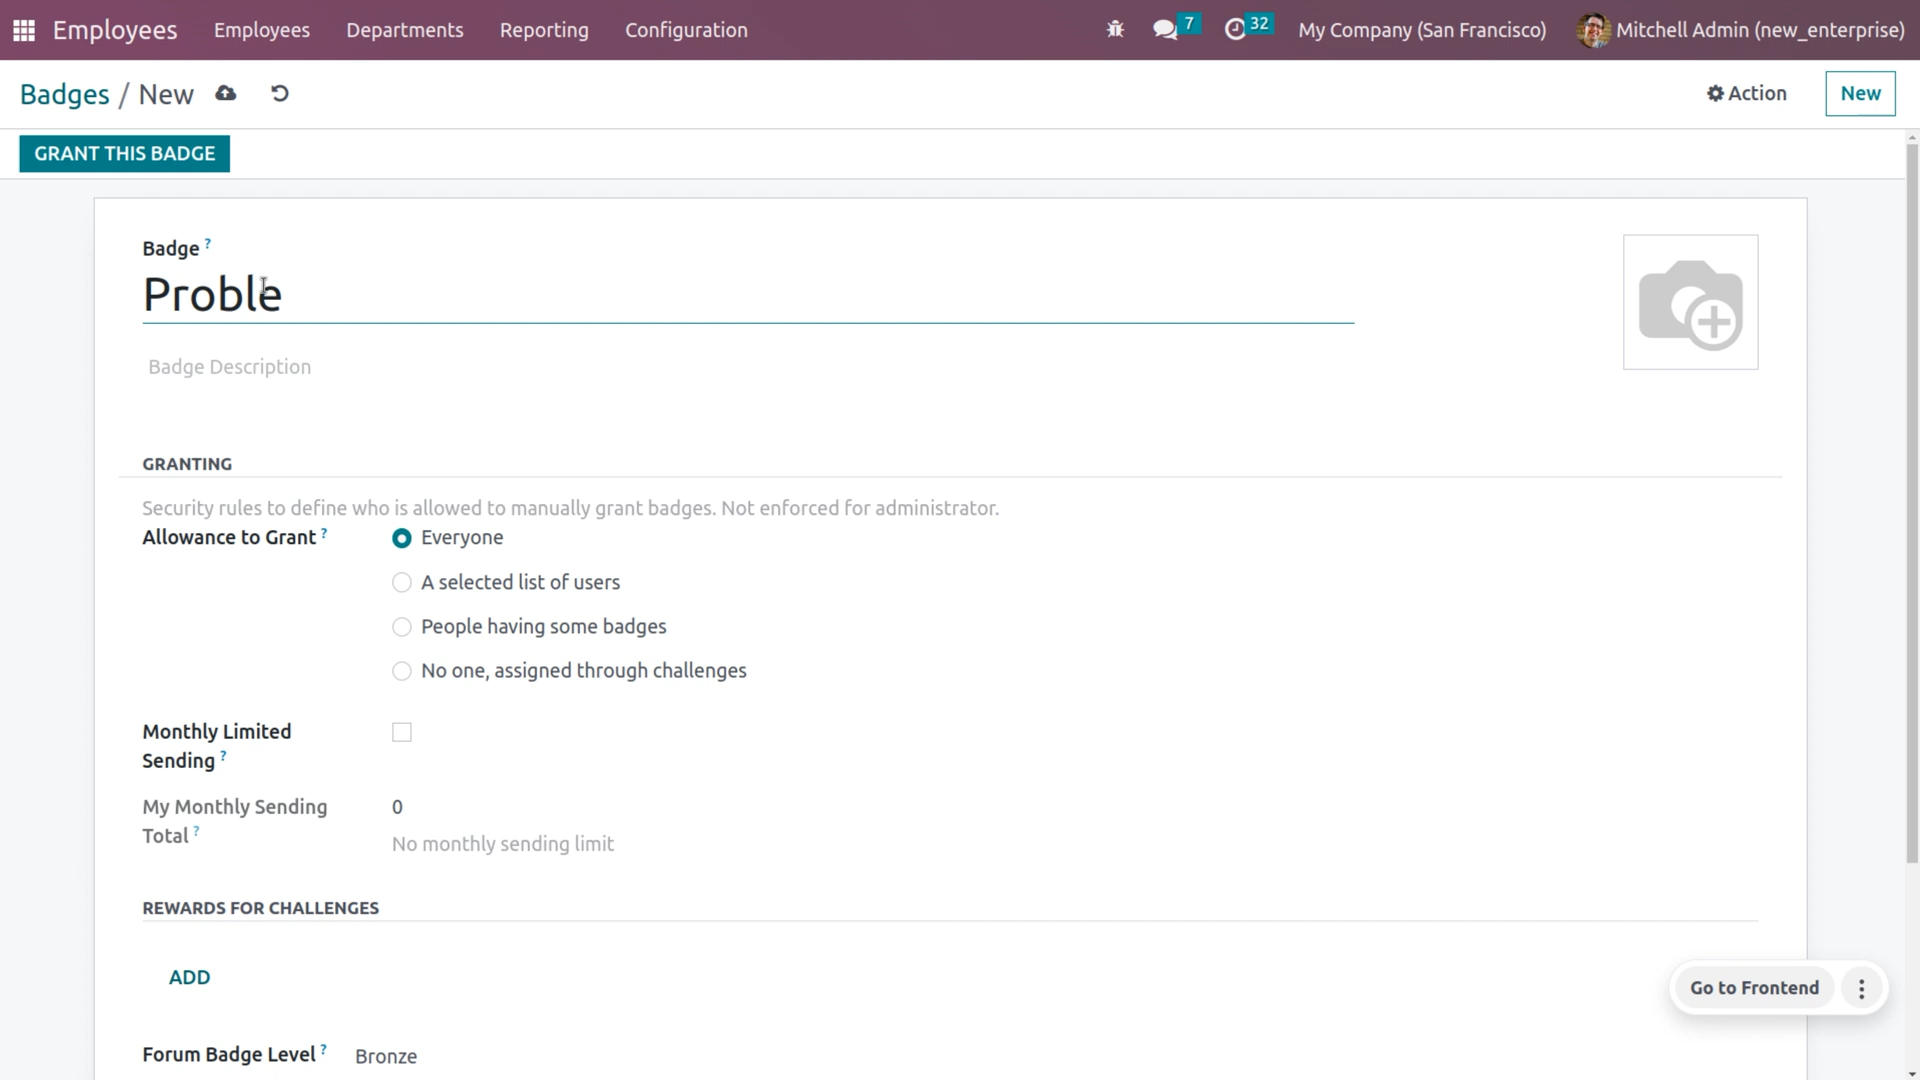 Employees Employees Departments Reporting Configuration 7 32 My Company (San Francisco) Mitchell Admin (new_enterprise)
Badges / New Action New
GRANT THIS BADGE
Badge ?
Proble
Badge Description
GRANTING
Security rules to define who is allowed to manually grant badges. Not enforced for administrator.
Allowance to Grant ? Everyone
A selected list of users
People having some badges
No one, assigned through challenges
Monthly Limited
Sending ?
My Monthly Sending 0
Total ?
No monthly sending limit
REWARDS FOR CHALLENGES
ADD
Go to Frontend
Forum Badge Level ? Bronze